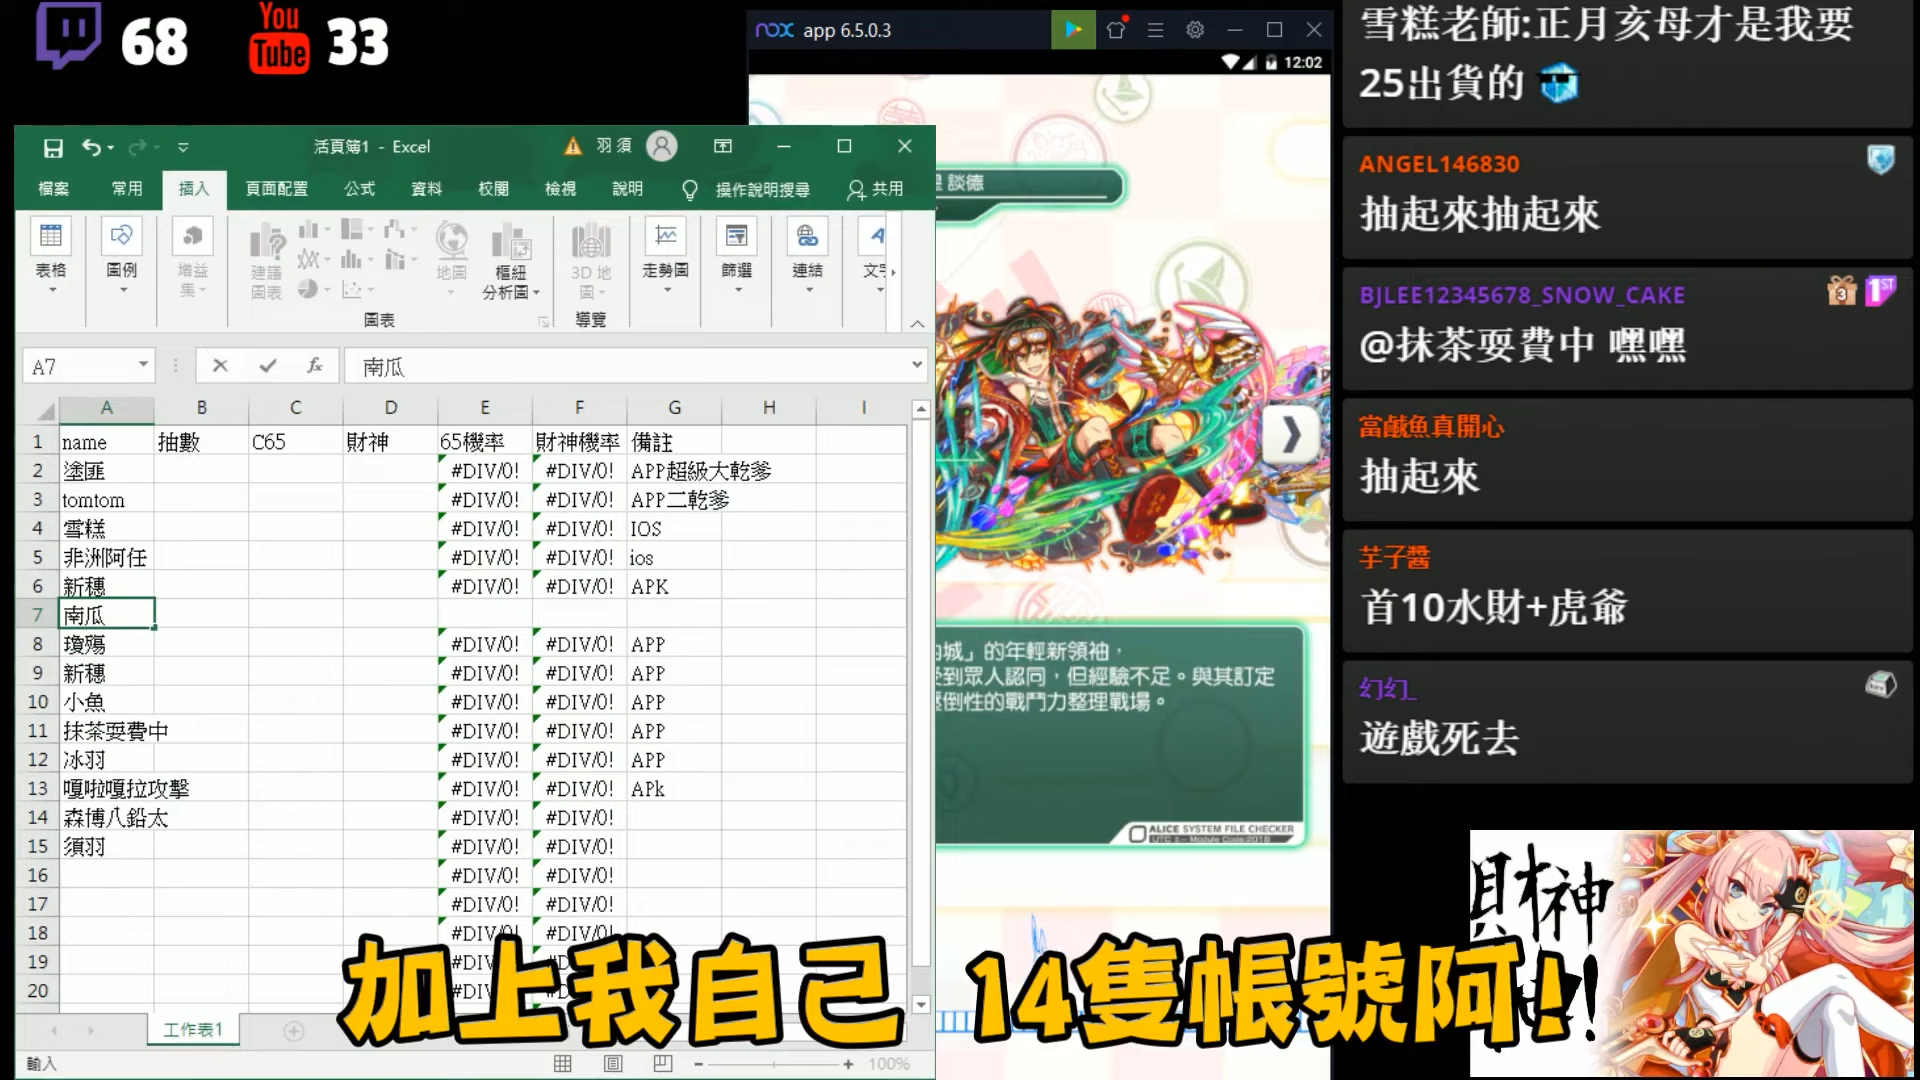 68
You Tube 33
nox app 6.5.0.3
12:02
活頁簿1 - Excel
羽 須
檔案 常用 插入 頁面配置 公式 資料 校閱 檢視 說明 操作說明搜尋 共用
表格 圖例 增益集 建議圖表 地圖 樞紐分析圖 3D 地圖 走勢圖 篩選 連結 文字
圖表 導覽
A7 fx 南瓜
A B C D E F G H I
1 name 抽數 C65 財神 65機率 財神機率 備註
2 塗匪 #DIV/0! #DIV/0! APP超級大乾爹
3 tomtom #DIV/0! #DIV/0! APP二乾爹
4 雪糕 #DIV/0! #DIV/0! IOS
5 非洲阿任 #DIV/0! #DIV/0! ios
6 新穗 #DIV/0! #DIV/0! APK
7 南瓜
8 瓊殤 #DIV/0! #DIV/0! APP
9 新穗 #DIV/0! #DIV/0! APP
10 小魚 #DIV/0! #DIV/0! APP
11 抹茶耍費中 #DIV/0! #DIV/0! APP
12 冰羽 #DIV/0! #DIV/0! APP
13 嘎啦嘎拉攻擊 #DIV/0! #DIV/0! APk
14 森博八鉛太 #DIV/0! #DIV/0!
15 須羽 #DIV/0! #DIV/0!
16 #DIV/0! #DIV/0!
17 #DIV/0! #DIV/0!
18 #DIV/0! #DIV/0!
19 #DIV
20 #DIV
工作表1
輸入 100%
談德
城」的年輕新領袖，
到眾人認同，但經驗不足。與其訂定
倒性的戰鬥力整理戰場。
ALICE SYSTEM FILE CHECKER
雪糕老師:正月亥母才是我要
25出貨的
ANGEL146830
抽起來抽起來
BJLEE12345678_SNOW_CAKE
3 1ST
@抹茶耍費中 嘿嘿
當鹹魚真開心
抽起來
芋子醬
首10水財+虎爺
幻幻_
遊戲死去
財神
加上我自己 14隻帳號阿!